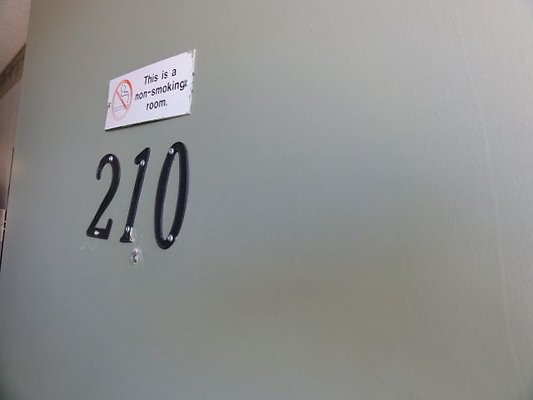 This is a
non-smoking
room.
210